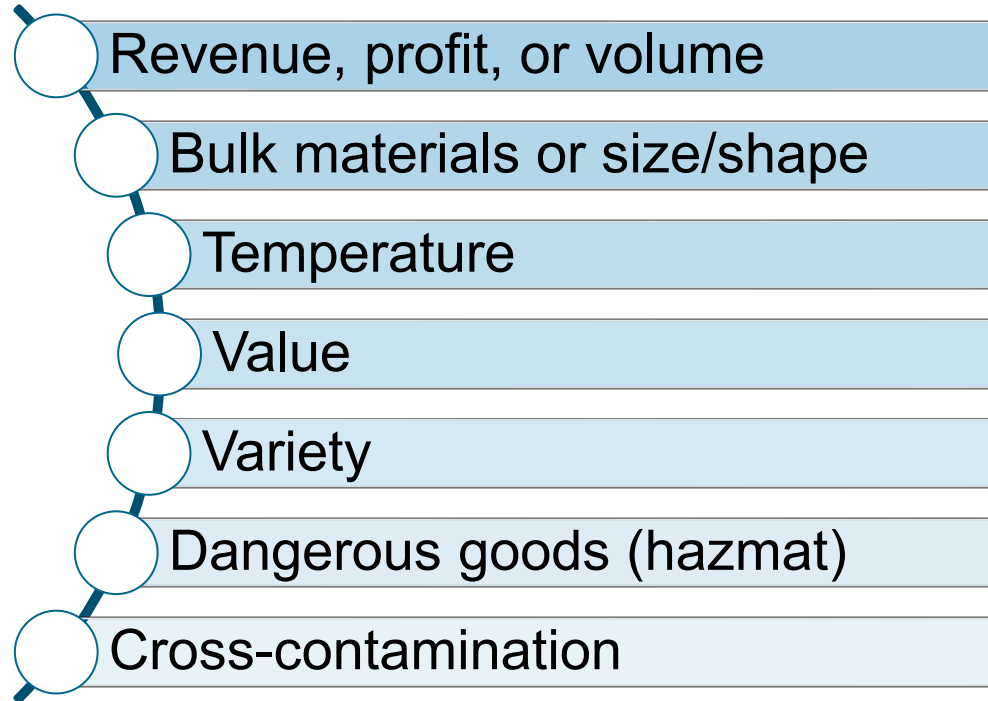 Revenue, profit, or volume
Bulk materials or size/shape
Temperature
Value
Variety
Dangerous goods (hazmat)
Cross-contamination